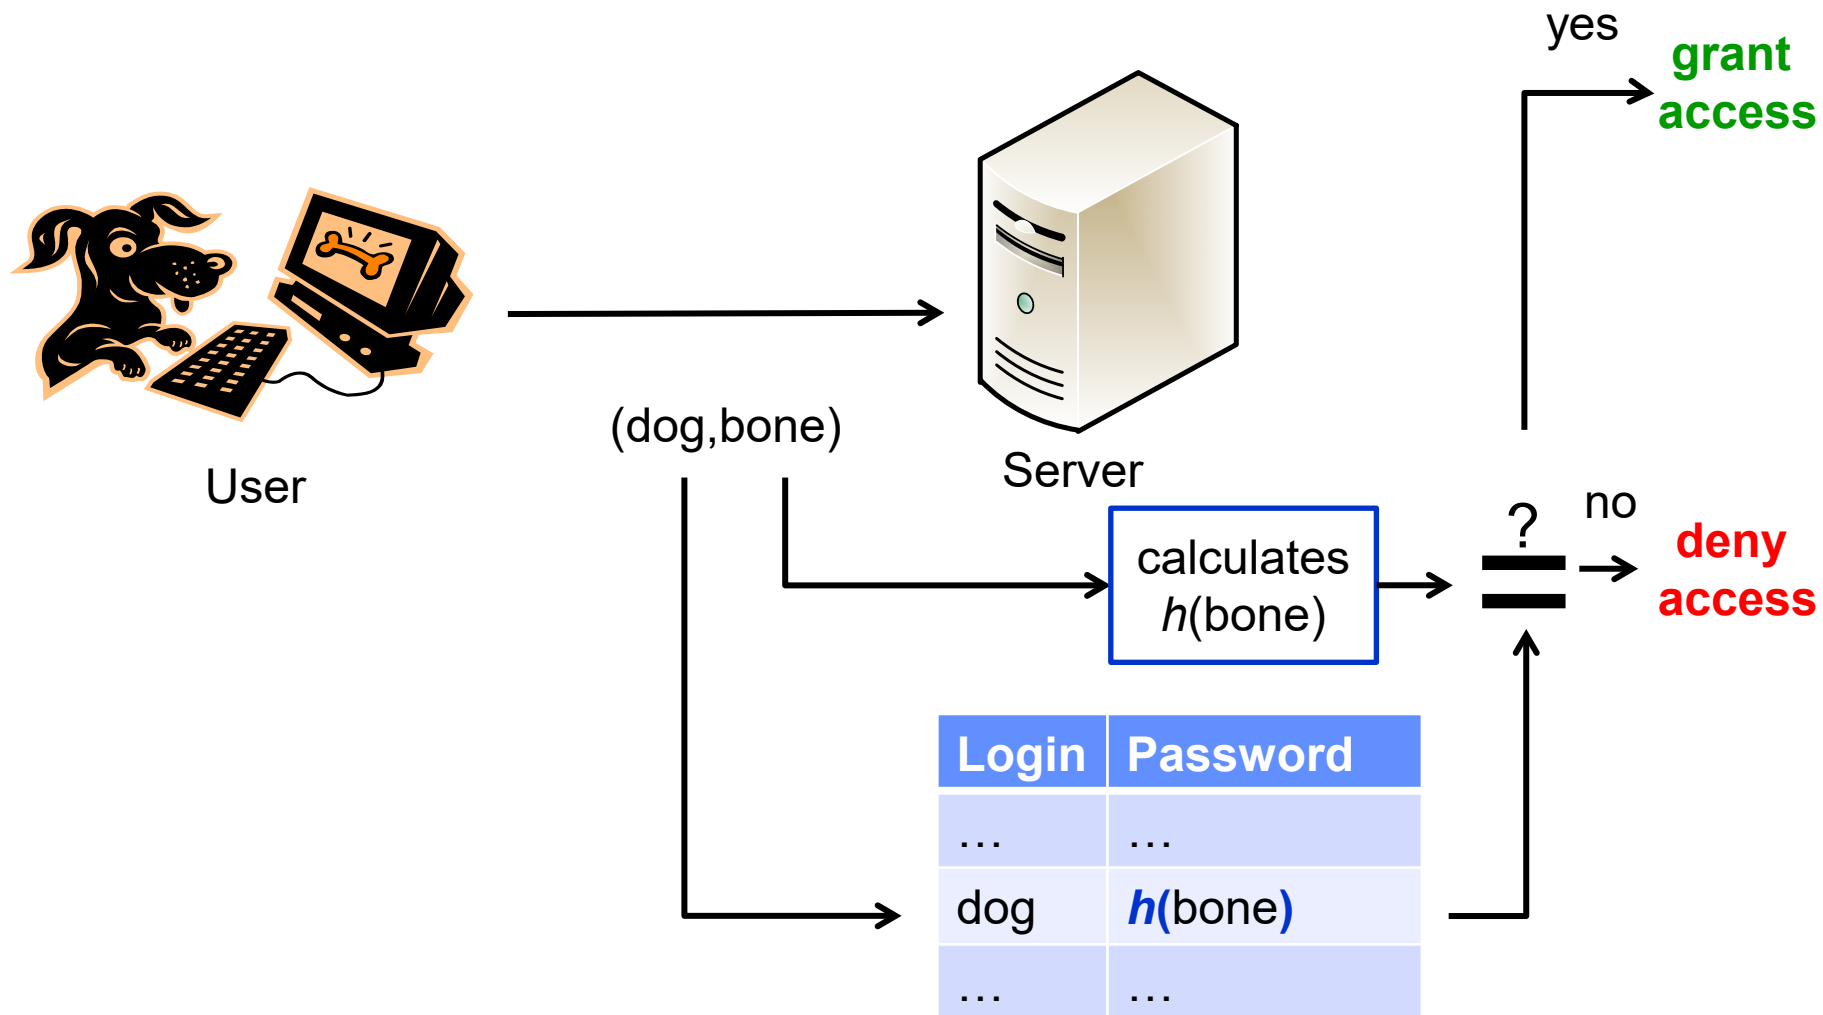 yes
grant
access
(dog,bone)
User
Server
calculates
h(bone)
?
=
no
deny
access
Login Password
… …
dog h(bone)
… …